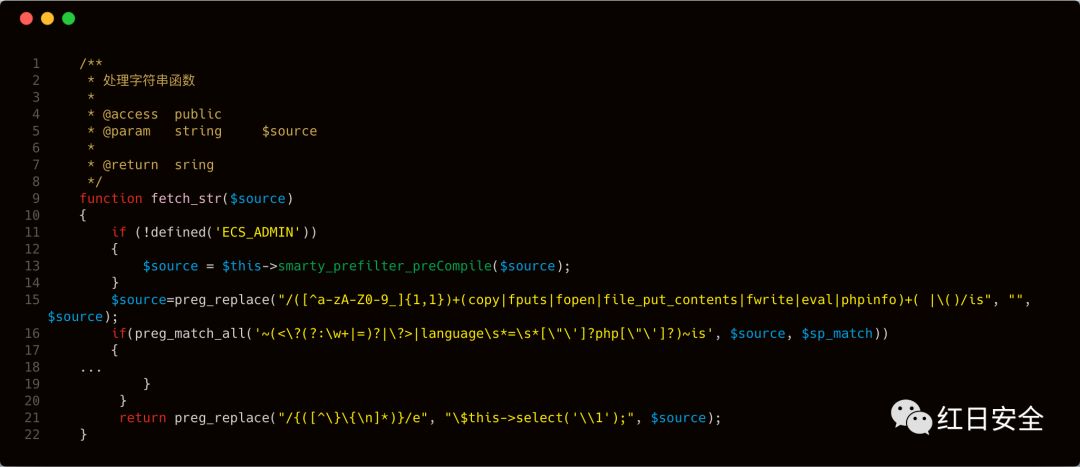 1 /**
2 * 处理字符串函数
3 *
4 * @access public
5 * @param string $source
6 *
7 * @return sring
8 */
9 function fetch_str($source)
10 {
11 if (!defined('ECS_ADMIN'))
12 {
13 $source = $this->smarty_prefilter_preCompile($source);
14 }
15 $source=preg_replace("/([^a-zA-Z0-9_]{1,1})+(copy|fputs|fopen|file_put_contents|fwrite|eval|phpinfo)+( |\()/is", "",
$source);
16 if(preg_match_all('~(<\?(?:\w+|=)?|\?>|language\s*=\s*[\"\']?php[\"\']?)~is', $source, $sp_match))
17 {
18 ...
19 }
20 }
21 return preg_replace("/{([^\}\{\n]*)}/e", "\$this->select('\\1');", $source);
22 }
红日安全